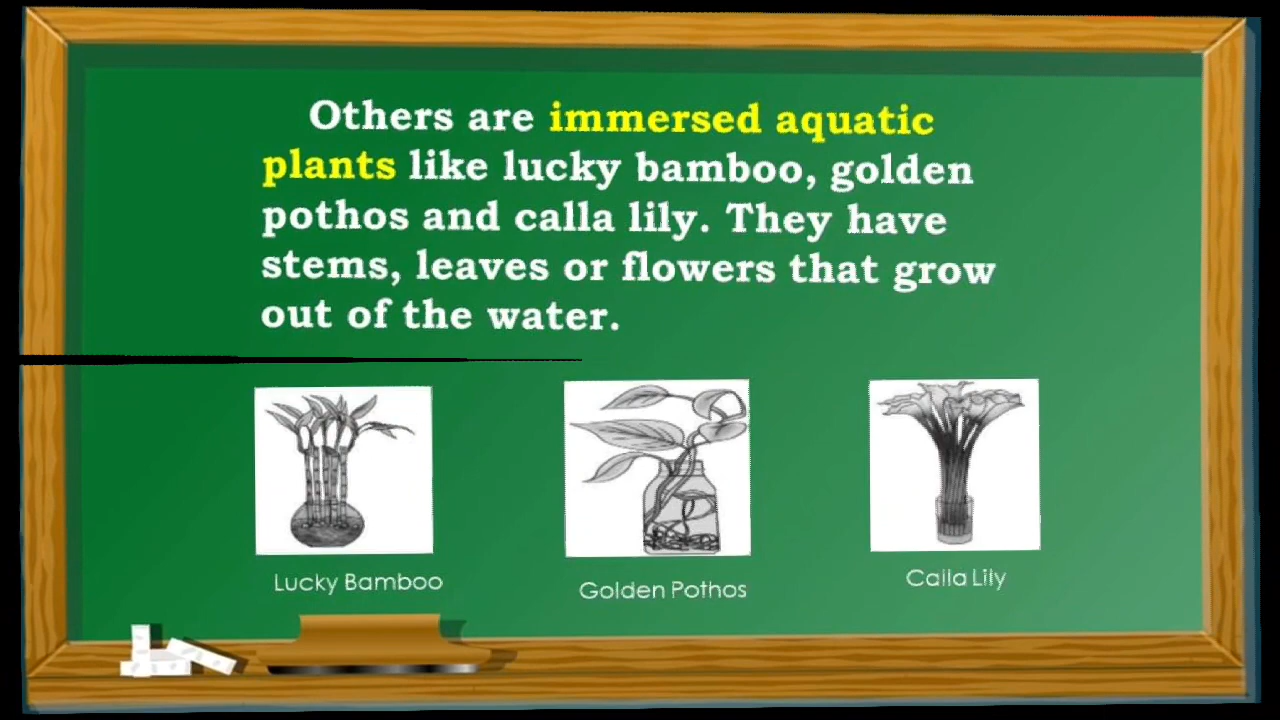 Others are immersed aquatic
plants like lucky bamboo, golden
pothos and calla lily. They have
stems, leaves or flowers that grow
out of the water.
Lucky Bamboo
Golden Pothos
Calla Lily